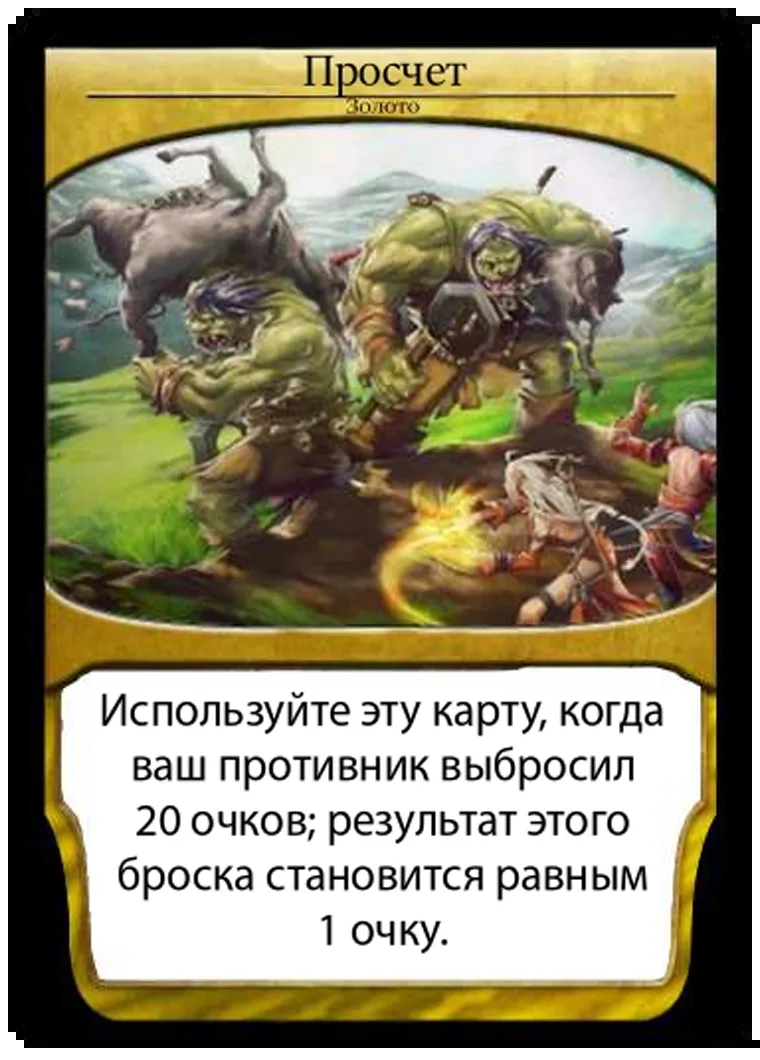 Просчет
Золото
Используйте эту карту, когда
ваш противник выбросил
20 очков; результат этого
броска становится равным
1 очку.